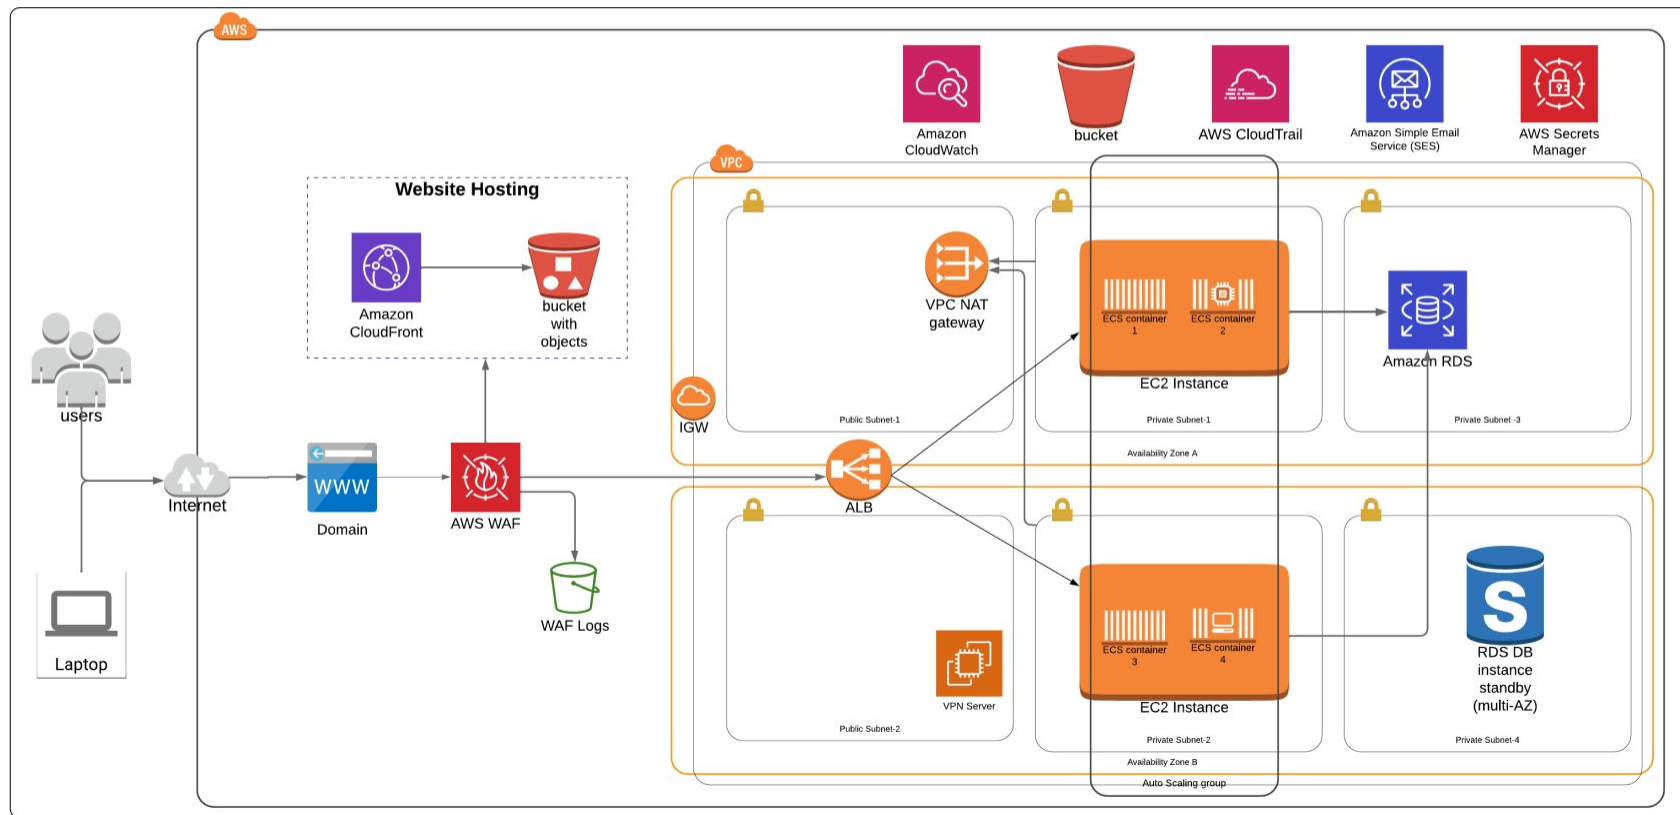 AWS
Amazon
CloudWatch
bucket
AWS CloudTrail
Amazon Simple Email
Service (SES)
AWS Secrets
Manager
VPC
Website Hosting
Amazon
CloudFront
bucket
with
objects
VPC NAT
gateway
ECS container
1
ECS container
2
EC2 Instance
Amazon RDS
Public Subnet-1
Private Subnet-1
Private Subnet -3
IGW
Availability Zone A
users
Internet
WWW
Domain
AWS WAF
ALB
WAF Logs
Laptop
VPN Server
ECS container
3
ECS container
4
EC2 Instance
S
RDS DB
instance
standby
(multi-AZ)
Public Subnet-2
Private Subnet-2
Private Subnet-4
Availability Zone B
Auto Scaling group